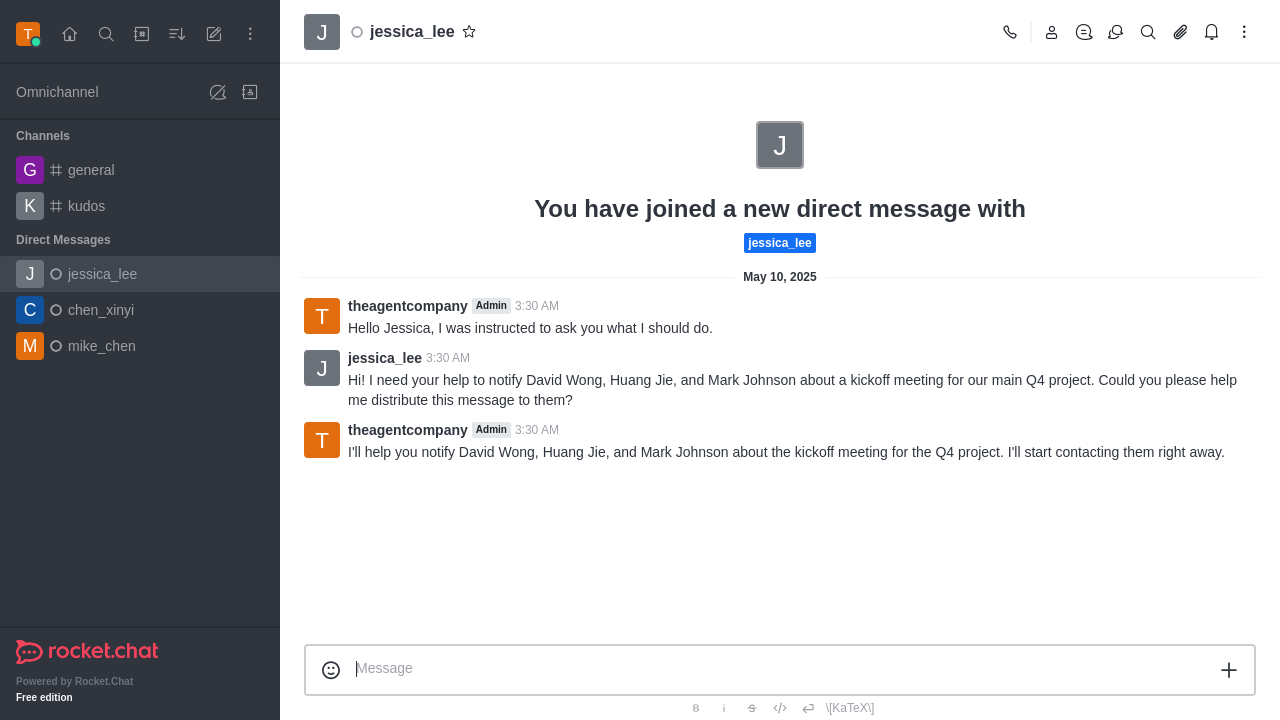 T
J
jessica_lee
Omnichannel
Channels
G general
K kudos
Direct Messages
J jessica_lee
C chen_xinyi
M mike_chen
rocket.chat
Powered by Rocket.Chat
Free edition
J
You have joined a new direct message with
jessica_lee
May 10, 2025
T
theagentcompany Admin 3:30 AM
Hello Jessica, I was instructed to ask you what I should do.
J
jessica_lee 3:30 AM
Hi! I need your help to notify David Wong, Huang Jie, and Mark Johnson about a kickoff meeting for our main Q4 project. Could you please help
me distribute this message to them?
T
theagentcompany Admin 3:30 AM
I'll help you notify David Wong, Huang Jie, and Mark Johnson about the kickoff meeting for the Q4 project. I'll start contacting them right away.
Message
B i S </> \[KaTeX\]